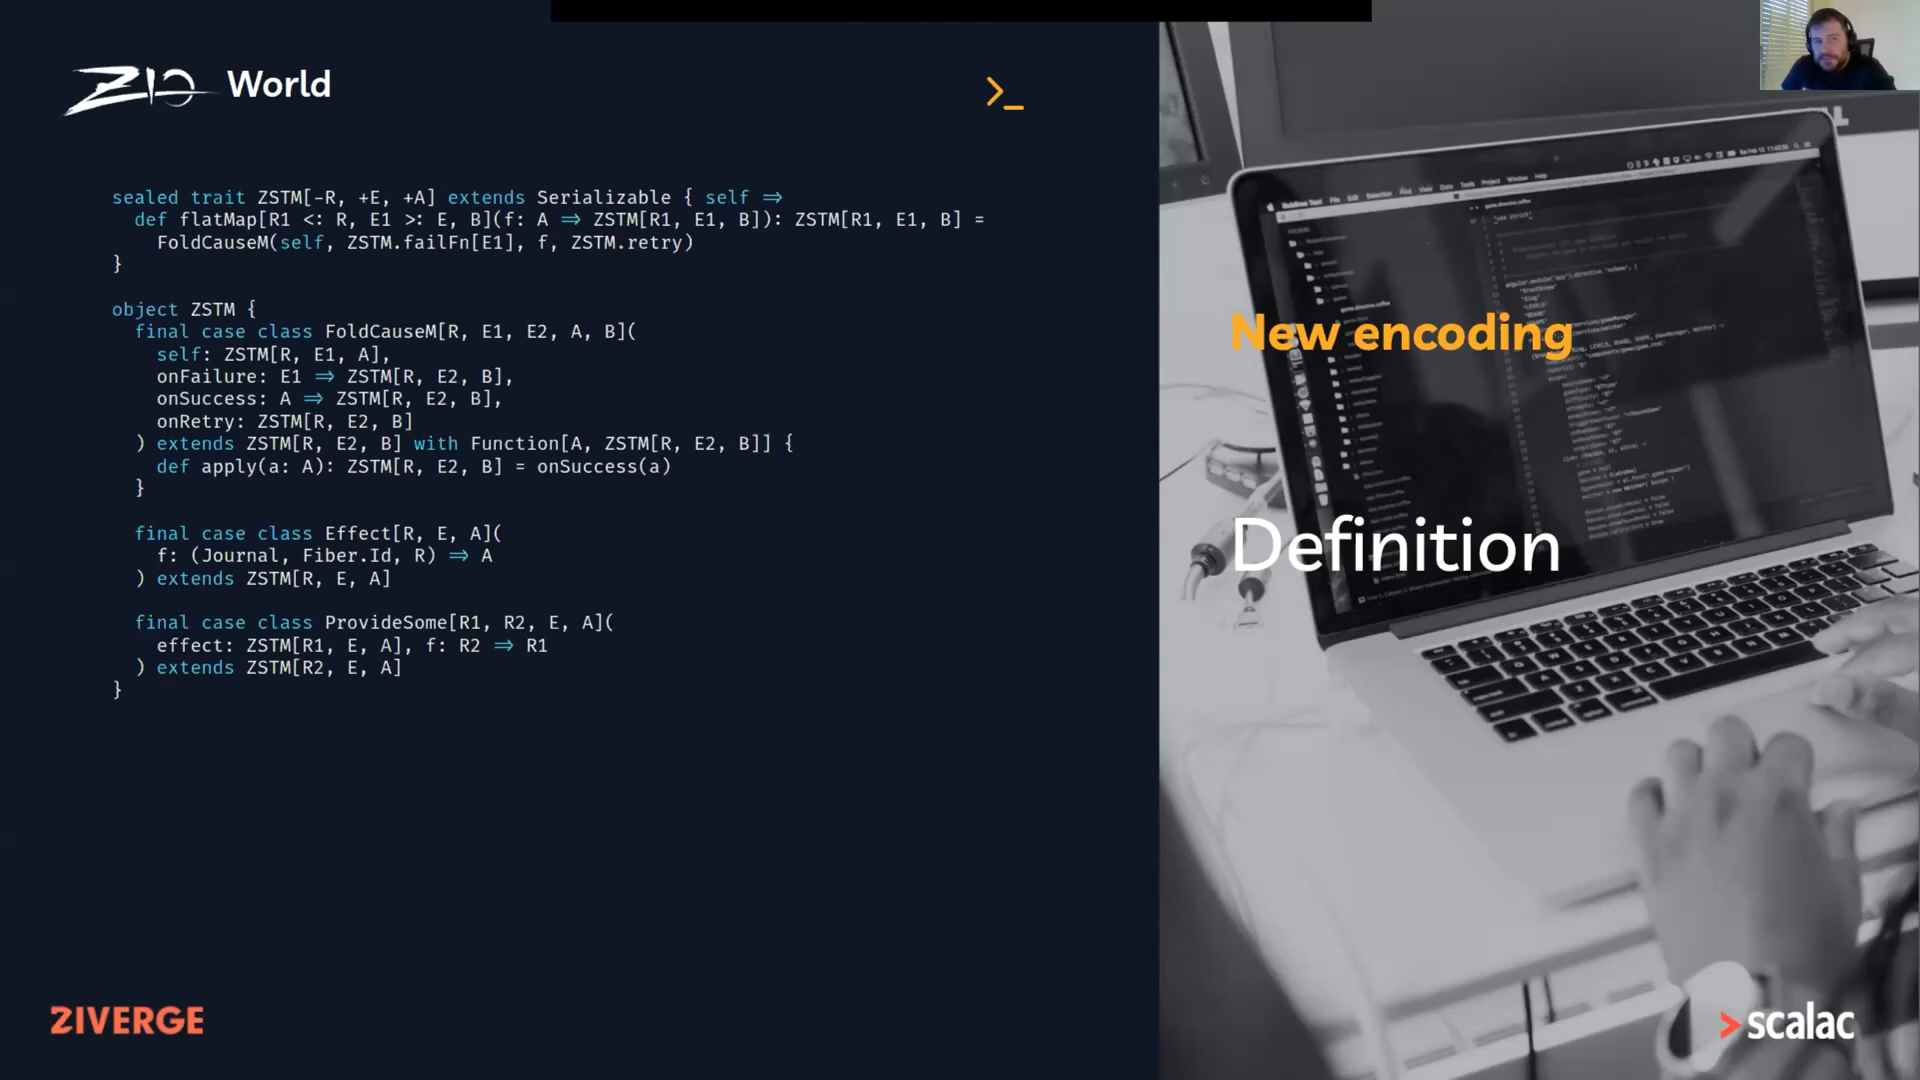 ZIO World
>_
sealed trait ZSTM[-R, +E, +A] extends Serializable { self ⇒
  def flatMap[R1 <: R, E1 >: E, B](f: A ⇒ ZSTM[R1, E1, B]): ZSTM[R1, E1, B] =
    FoldCauseM(self, ZSTM.failFn[E1], f, ZSTM.retry)
}
object ZSTM {
  final case class FoldCauseM[R, E1, E2, A, B](
    self: ZSTM[R, E1, A],
    onFailure: E1 ⇒ ZSTM[R, E2, B],
    onSuccess: A ⇒ ZSTM[R, E2, B],
    onRetry: ZSTM[R, E2, B]
  ) extends ZSTM[R, E2, B] with Function[A, ZSTM[R, E2, B]] {
    def apply(a: A): ZSTM[R, E2, B] = onSuccess(a)
  }
  final case class Effect[R, E, A](
    f: (Journal, Fiber.Id, R) ⇒ A
  ) extends ZSTM[R, E, A]
  final case class ProvideSome[R1, R2, E, A](
    effect: ZSTM[R1, E, A], f: R2 ⇒ R1
  ) extends ZSTM[R2, E, A]
}
New encoding
Definition
ZIVERGE
scalac